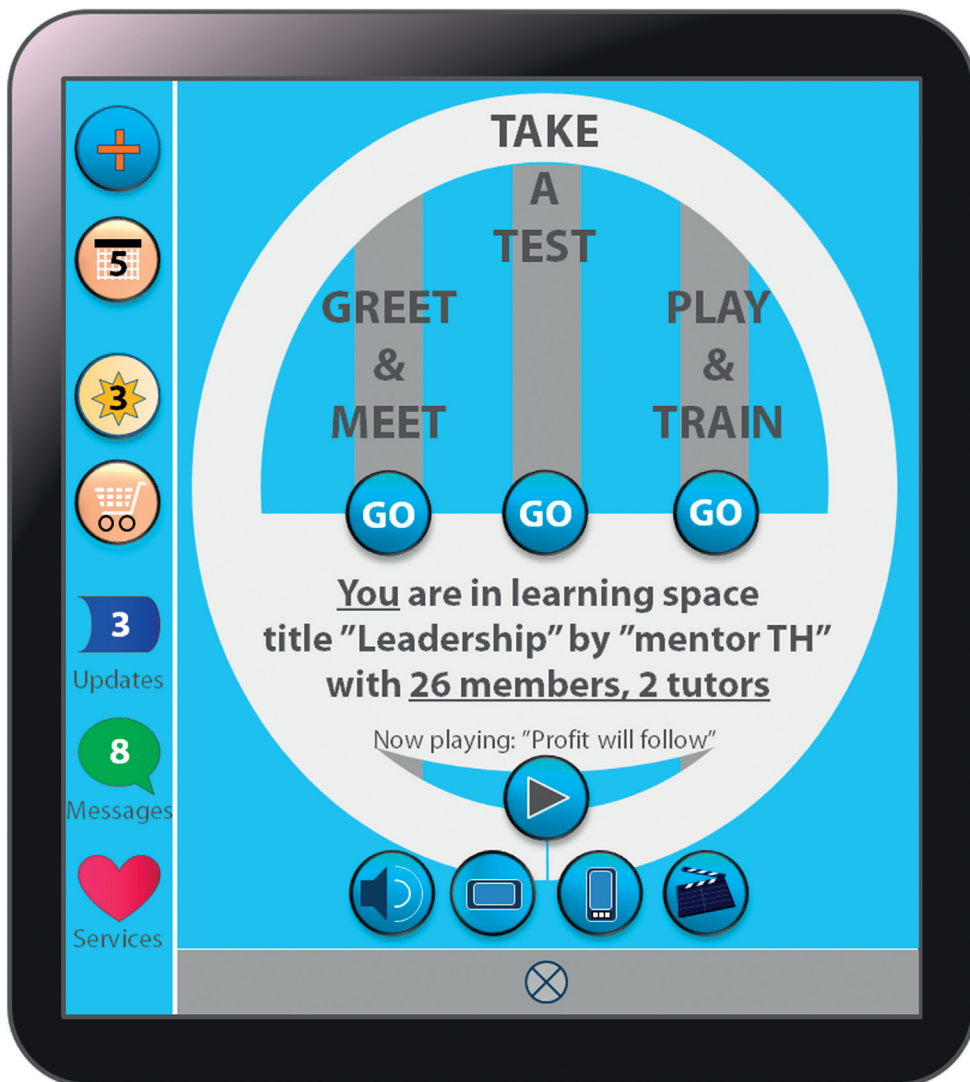 5
3
3
Updates
8
Messages
Services
TAKE
A
TEST
GREET
&
MEET
PLAY
&
TRAIN
GO
GO
GO
You are in learning space
title ”Leadership” by ”mentor TH”
with 26 members, 2 tutors
Now playing: ”Profit will follow”